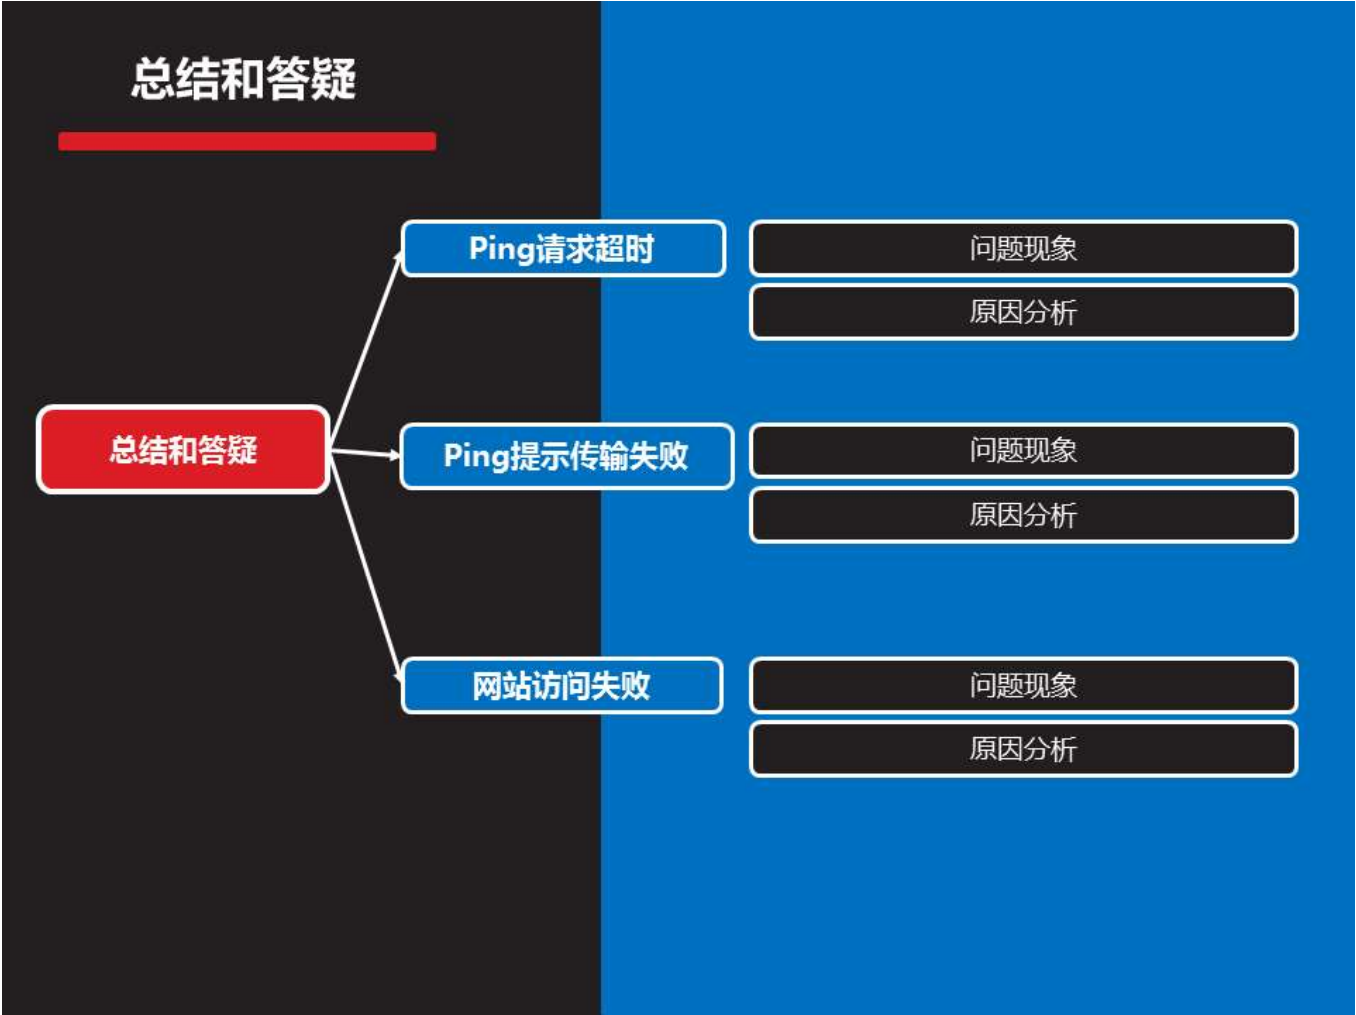 总结和答疑
Ping请求超时
问题现象
原因分析
总结和答疑
Ping提示传输失败
问题现象
原因分析
网站访问失败
问题现象
原因分析